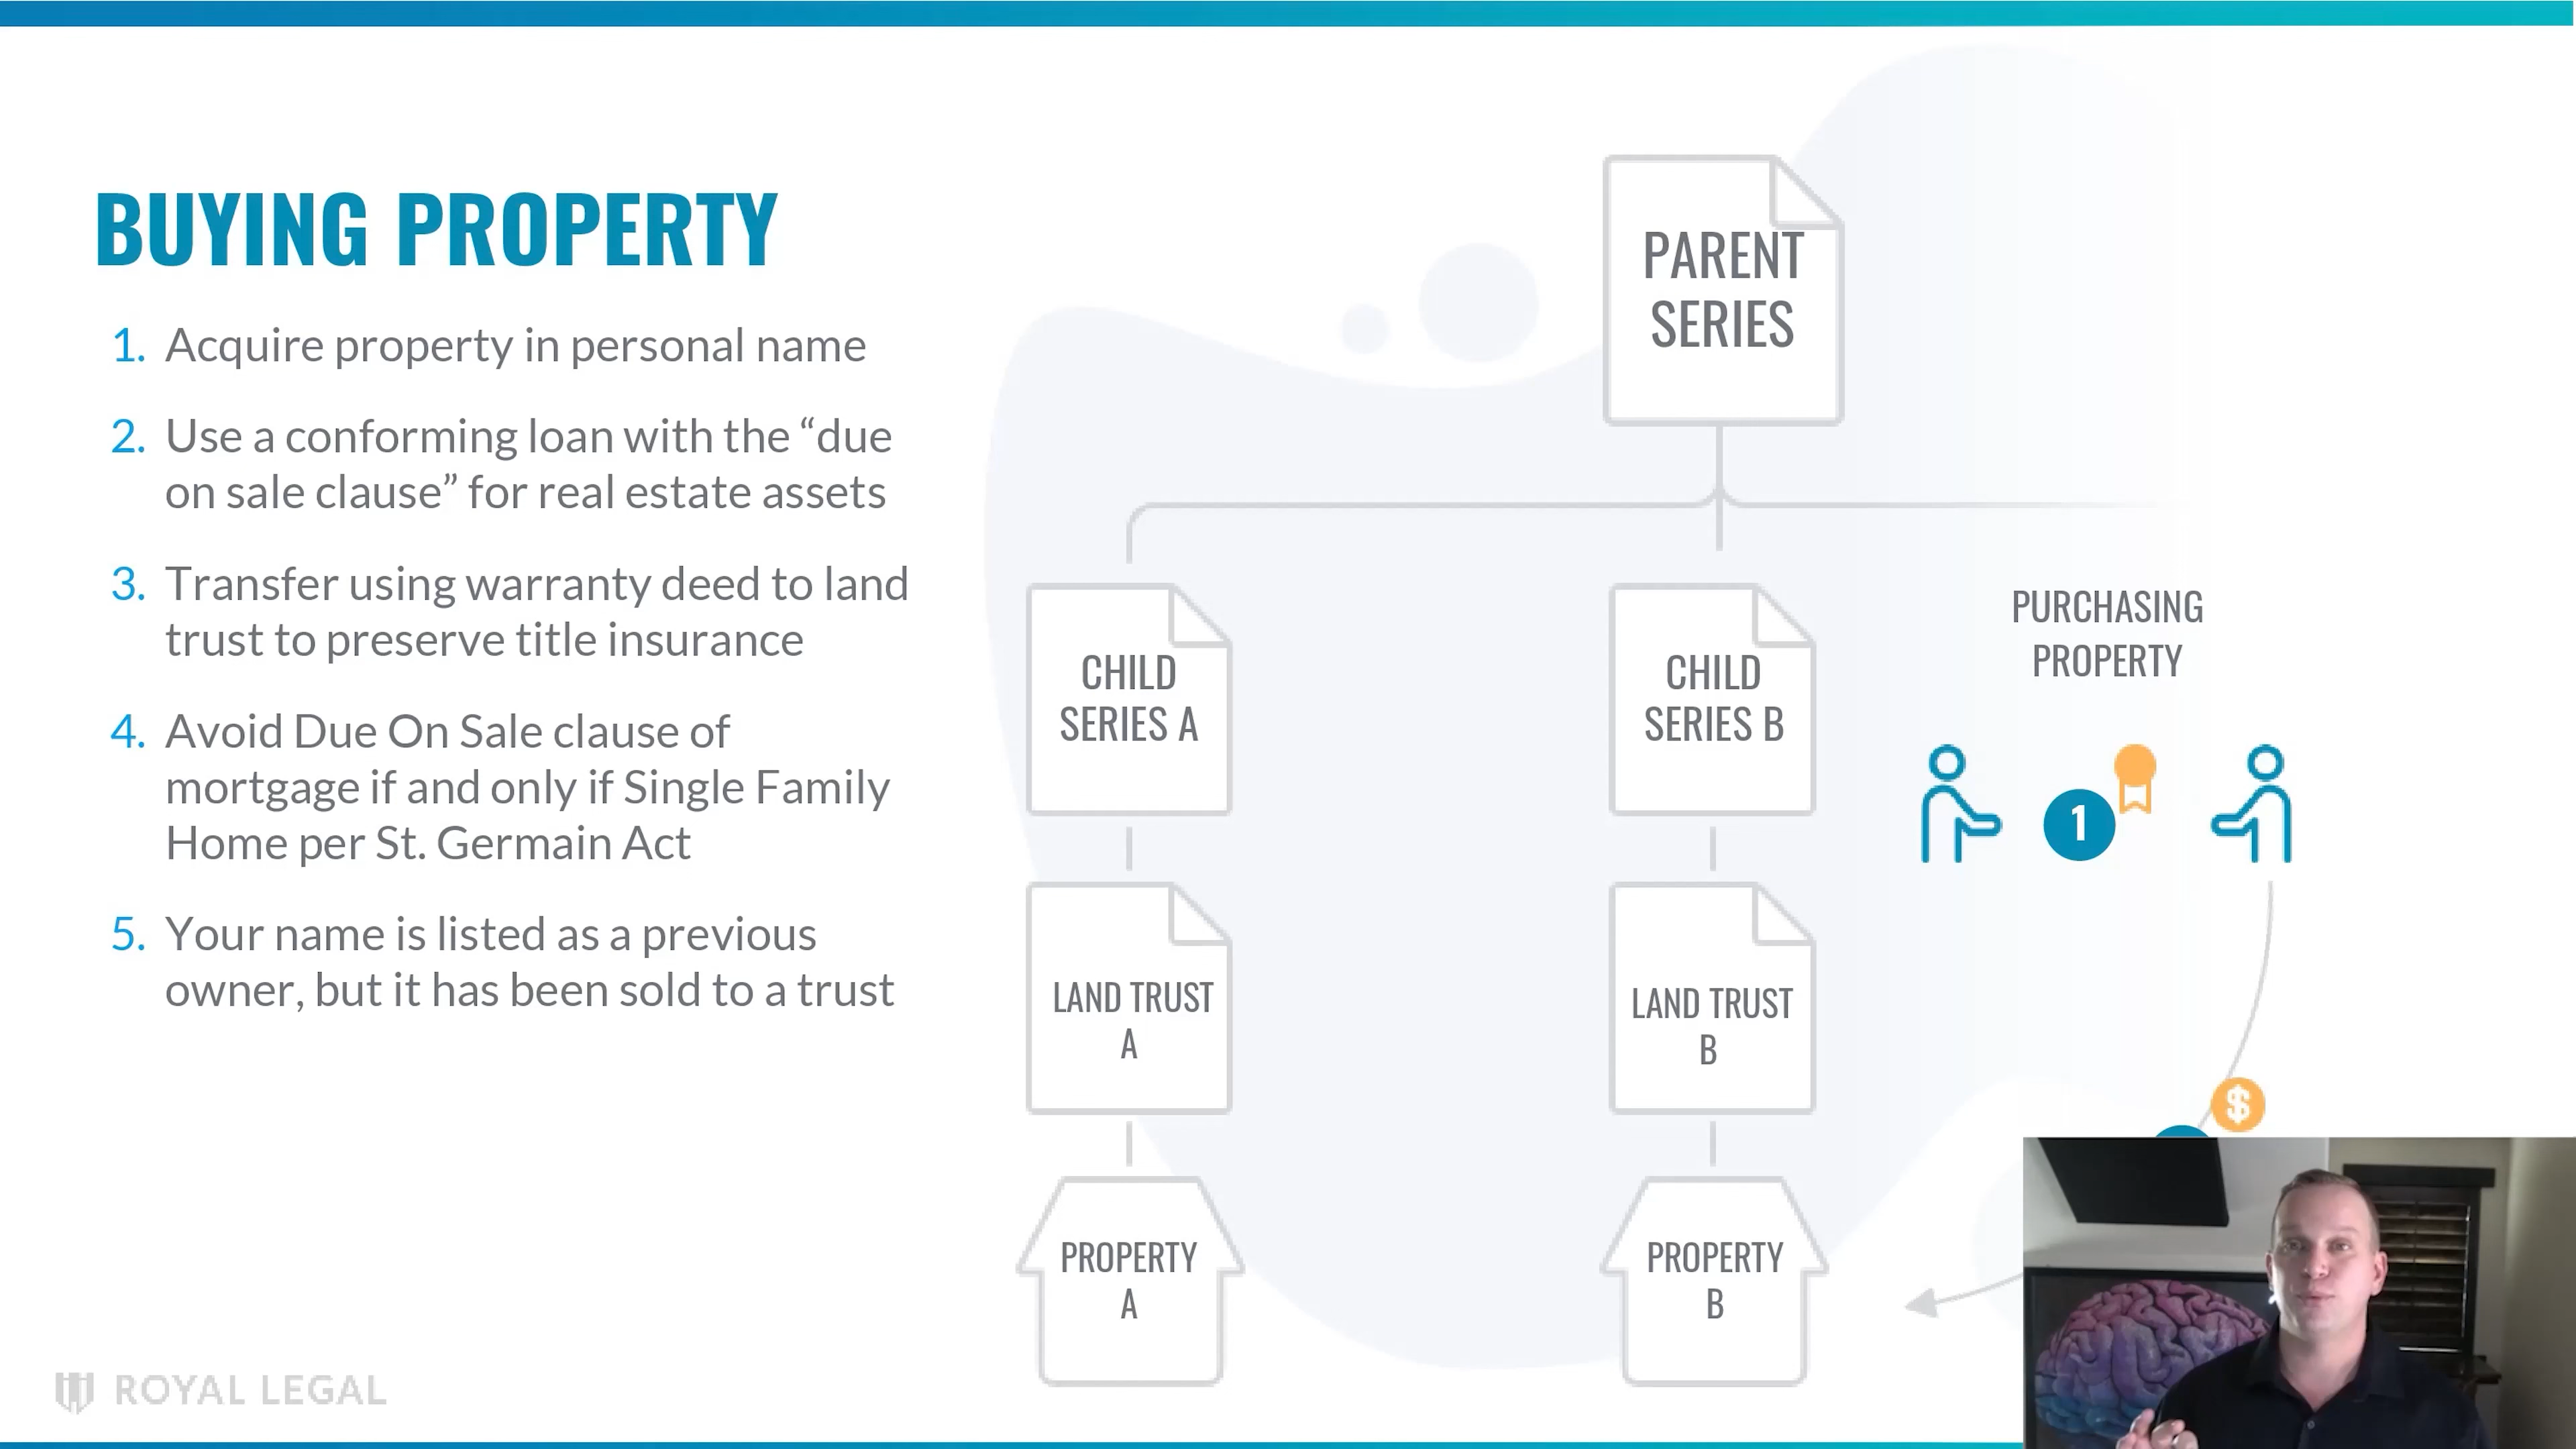 BUYING PROPERTY
1. Acquire property in personal name
2. Use a conforming loan with the “due
on sale clause” for real estate assets
3. Transfer using warranty deed to land
trust to preserve title insurance
4. Avoid Due On Sale clause of
mortgage if and only if Single Family
Home per St. Germain Act
5. Your name is listed as a previous
owner, but it has been sold to a trust
PARENT
SERIES
CHILD
SERIES A
CHILD
SERIES B
PURCHASING
PROPERTY
1
LAND TRUST
A
LAND TRUST
B
$
PROPERTY
A
PROPERTY
B
ROYAL LEGAL